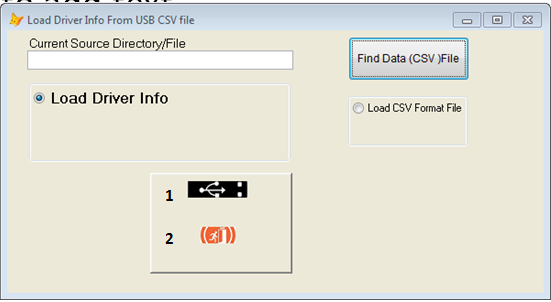 Load Driver Info From USB CSV file
Current Source Directory/File
Find Data (CSV )File
Load Driver Info
Load CSV Format File
1
2